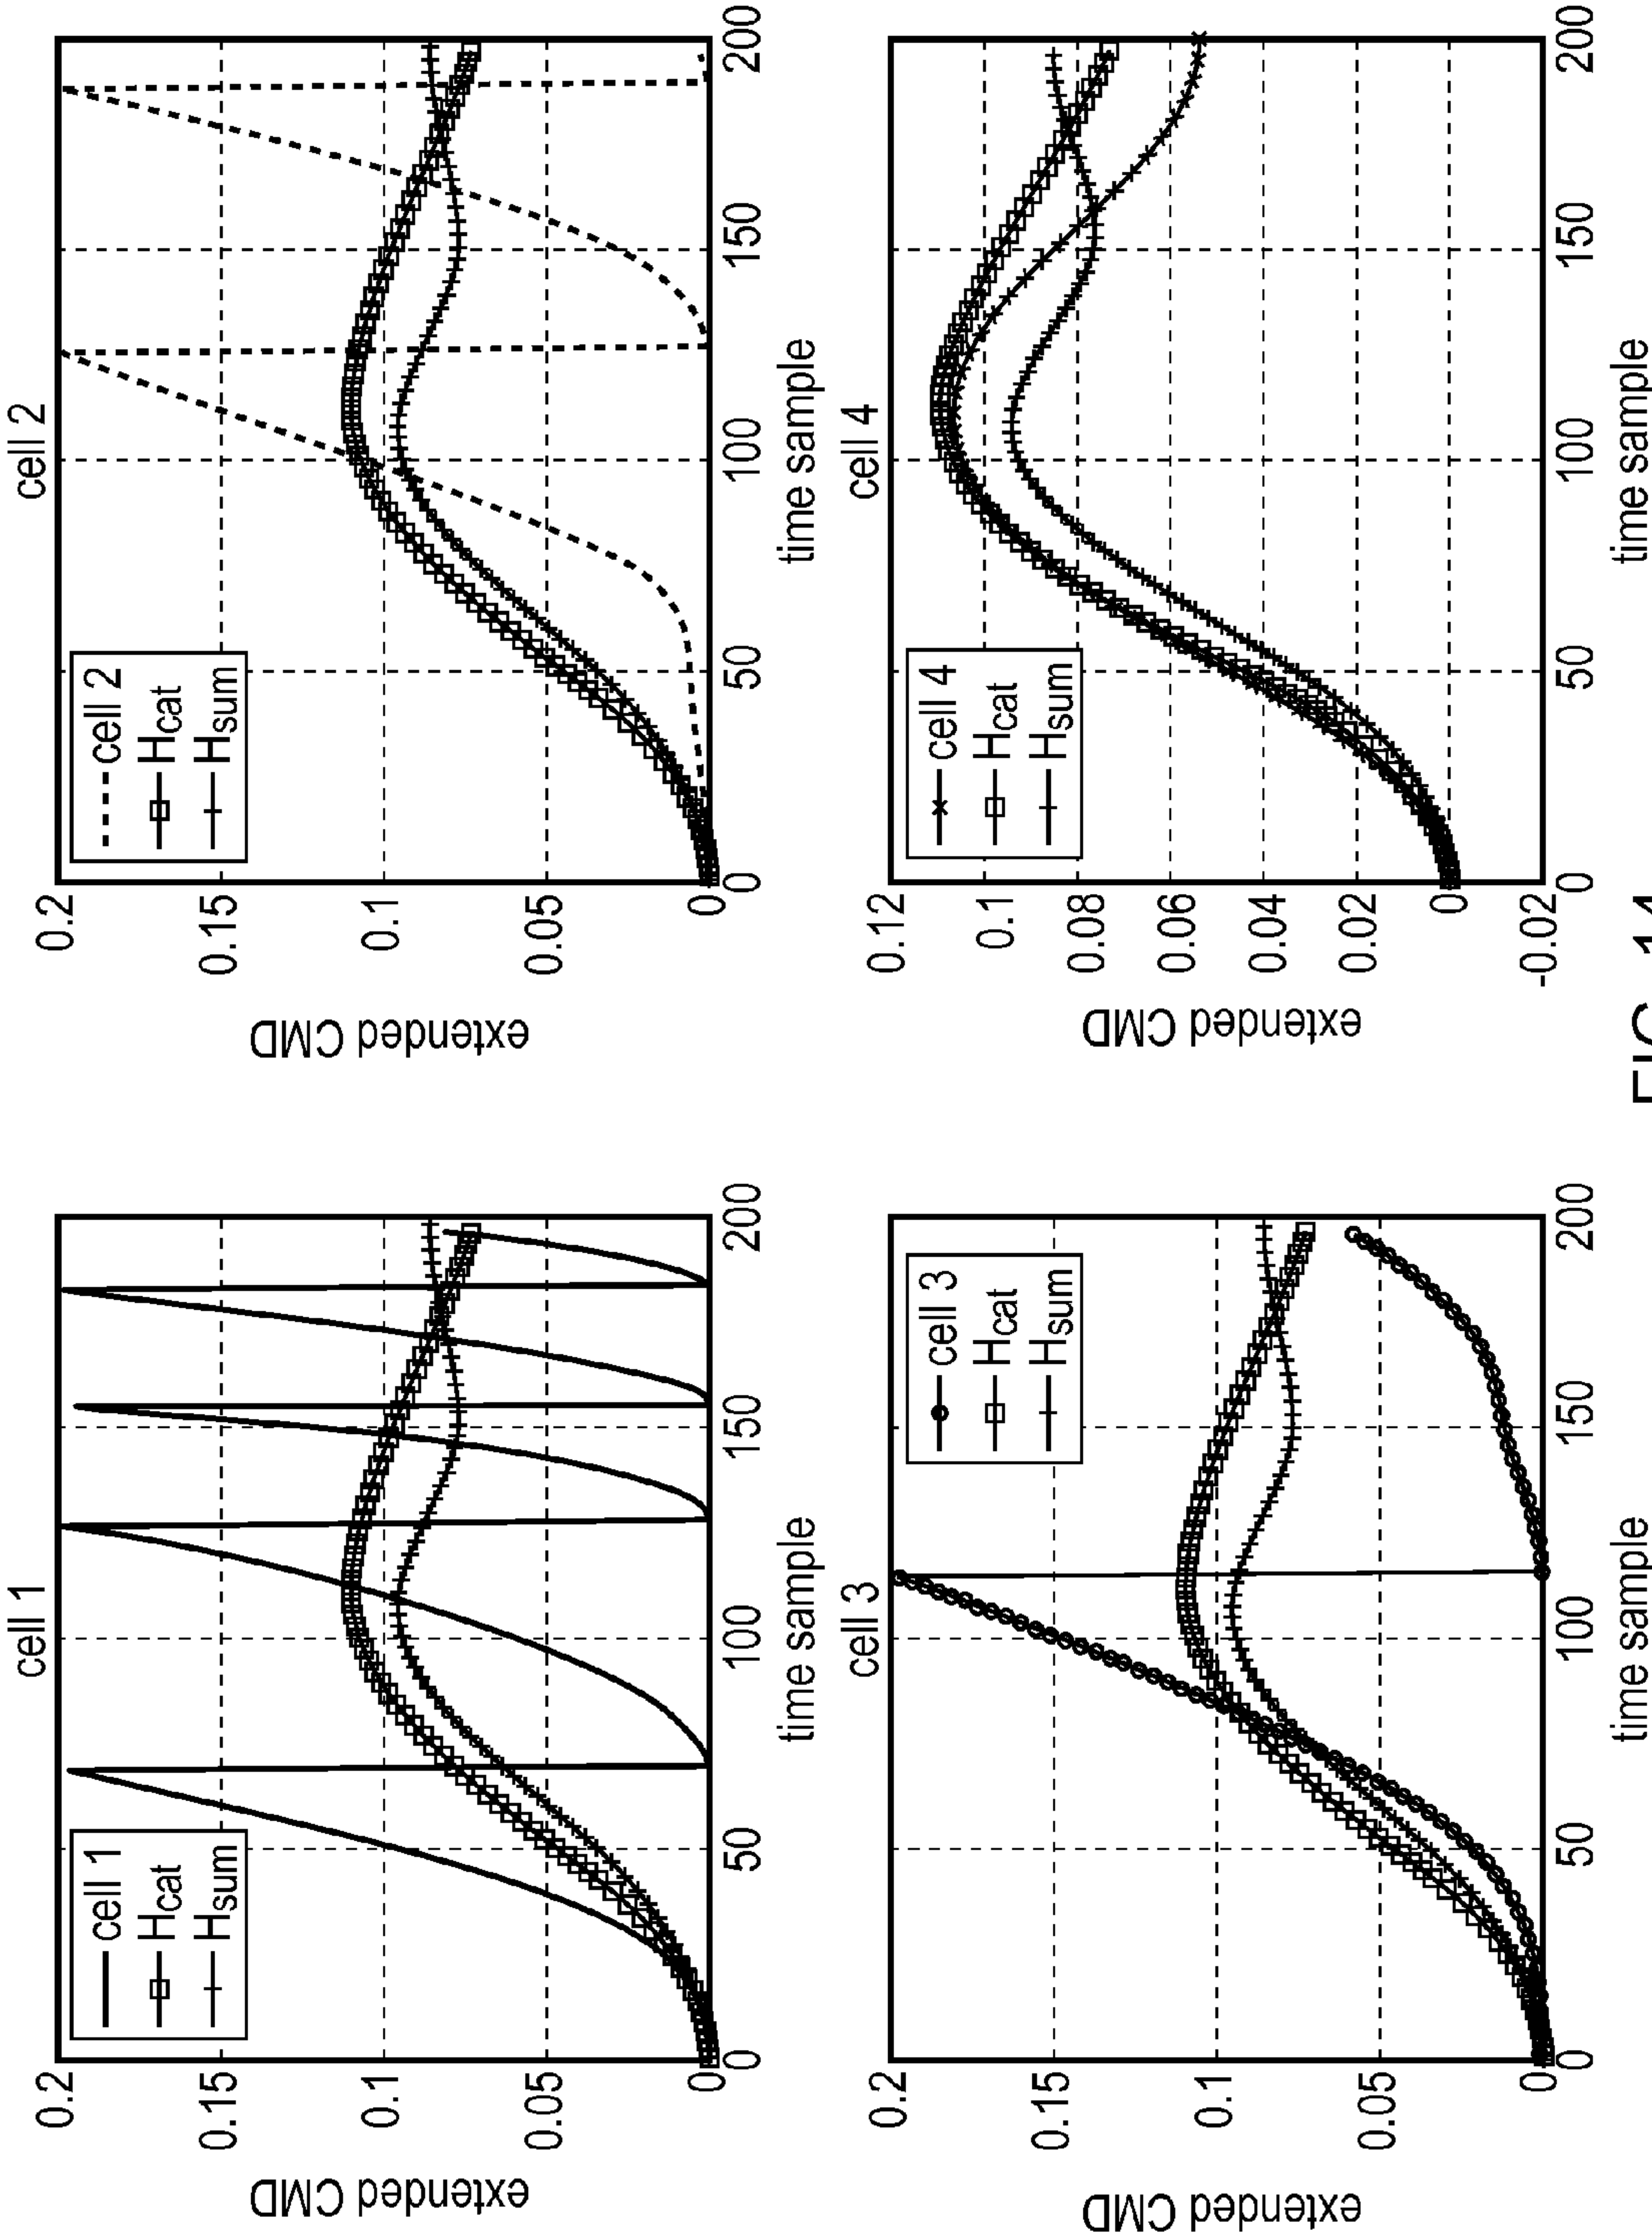 cell 1
extended CMD
0.2
0.15
0.1
0.05
0
cell 1
Hcat
Hsum
0
50
100
150
200
time sample
cell 2
extended CMD
0.2
0.15
0.1
0.05
0
cell 2
Hcat
Hsum
0
50
100
150
200
time sample
cell 3
extended CMD
0.2
0.15
0.1
0.05
0
cell 3
Hcat
Hsum
0
50
100
150
200
time sample
cell 4
extended CMD
0.12
0.1
0.08
0.06
0.04
0.02
0
-0.02
cell 4
Hcat
Hsum
0
50
100
150
200
time sample
FIG. 14